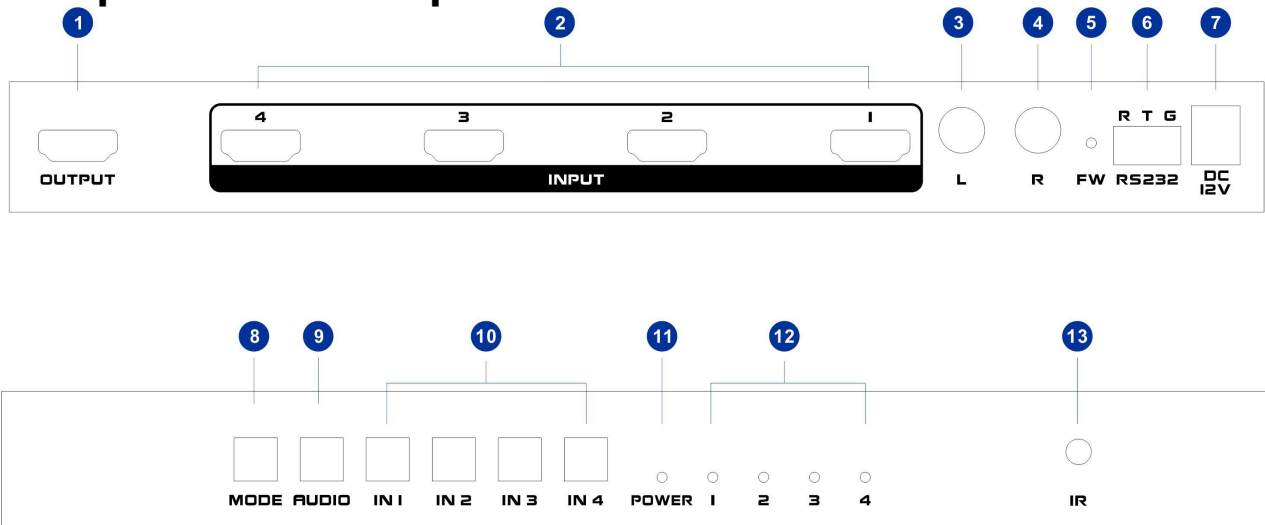 1 2 3 4 5 6 7
4 3 2 1 R T G
OUTPUT INPUT L R FW RS232 DC
12V
8 9 10 11 12 13
MODE AUDIO IN 1 IN 2 IN 3 IN 4 POWER 1 2 3 4 IR